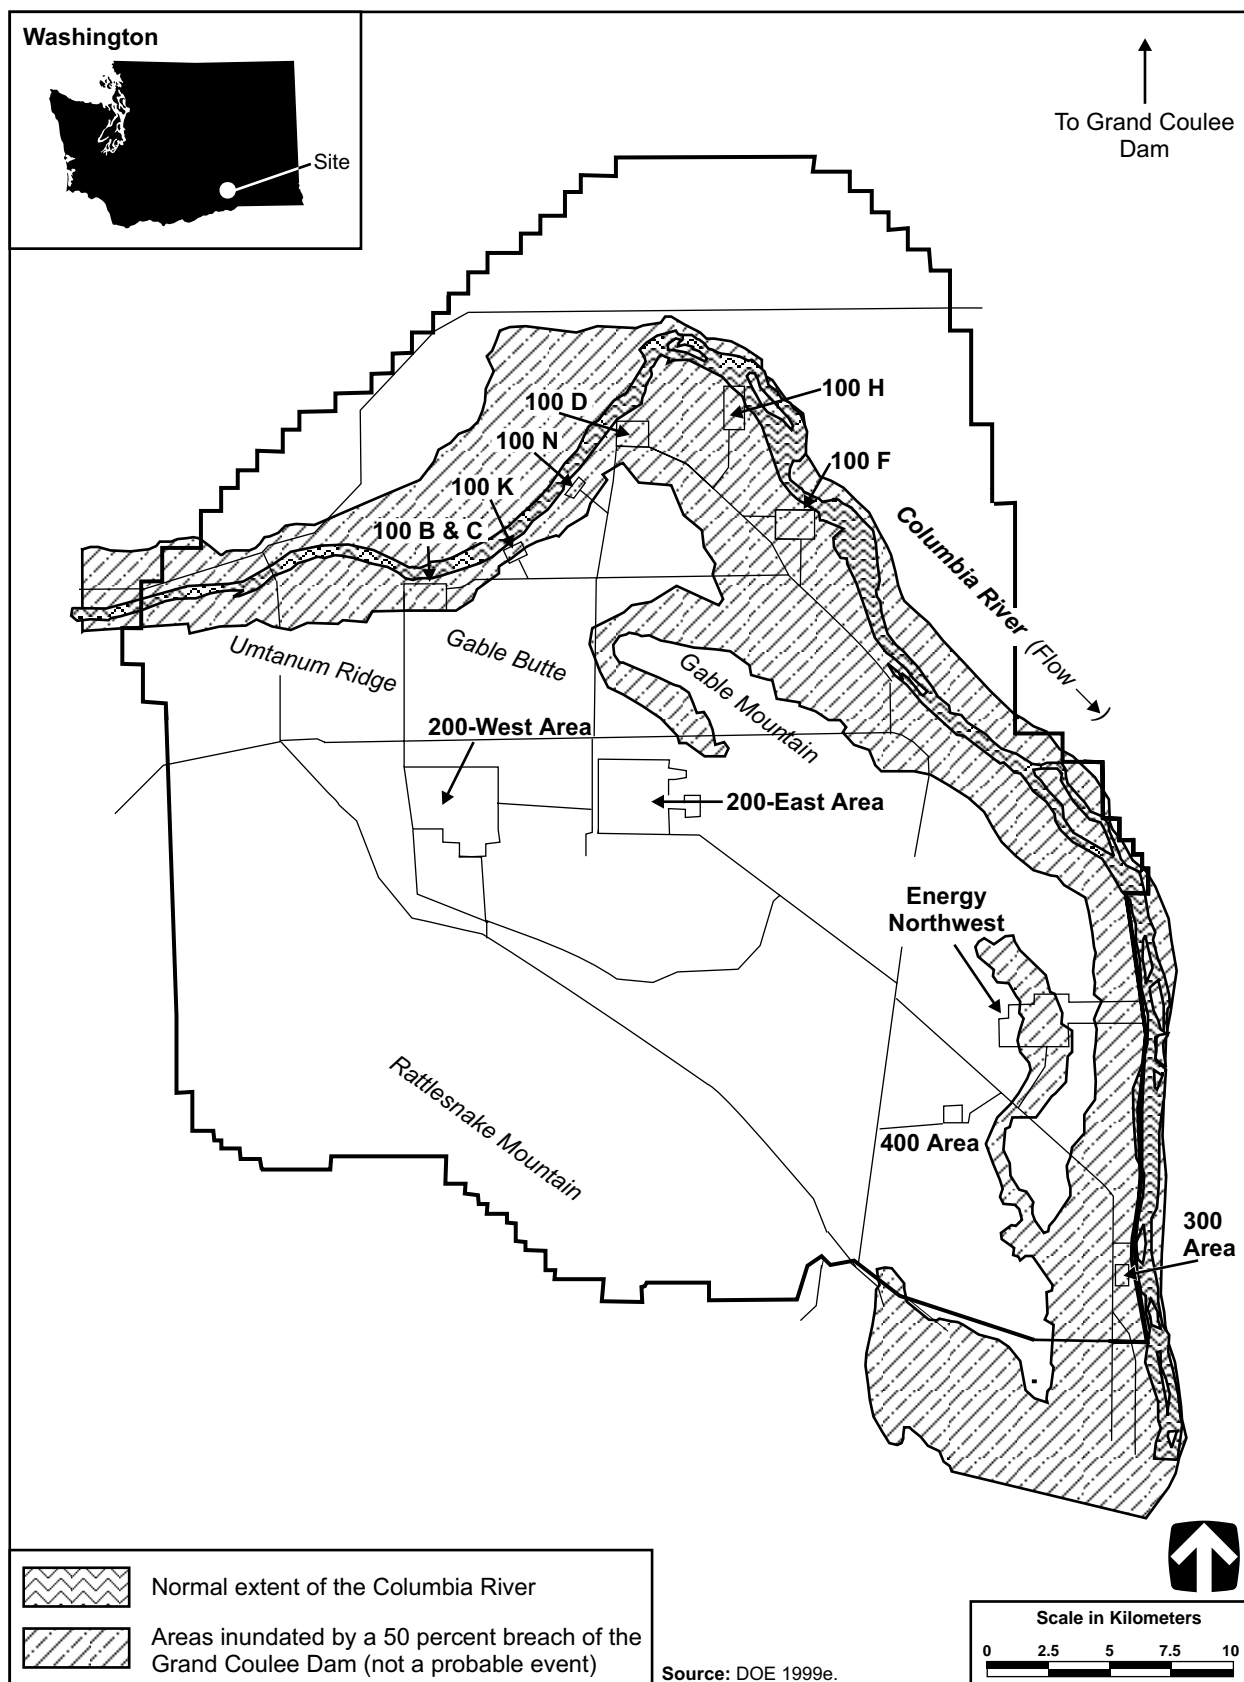 Washington
Site
To Grand Coulee
Dam
100 H
100 D
100 N
100 F
100 K
100 B & C
Columbia River (Flow
)
Umtanum Ridge
Gable Butte
Gable Mountain
200-West Area
200-East Area
Energy
Northwest
Rattlesnake Mountain
400 Area
300
Area
Normal extent of the Columbia River
Areas inundated by a 50 percent breach of the
Grand Coulee Dam (not a probable event)
Source: DOE 1999e.
Scale in Kilometers
0 2.5 5 7.5 10